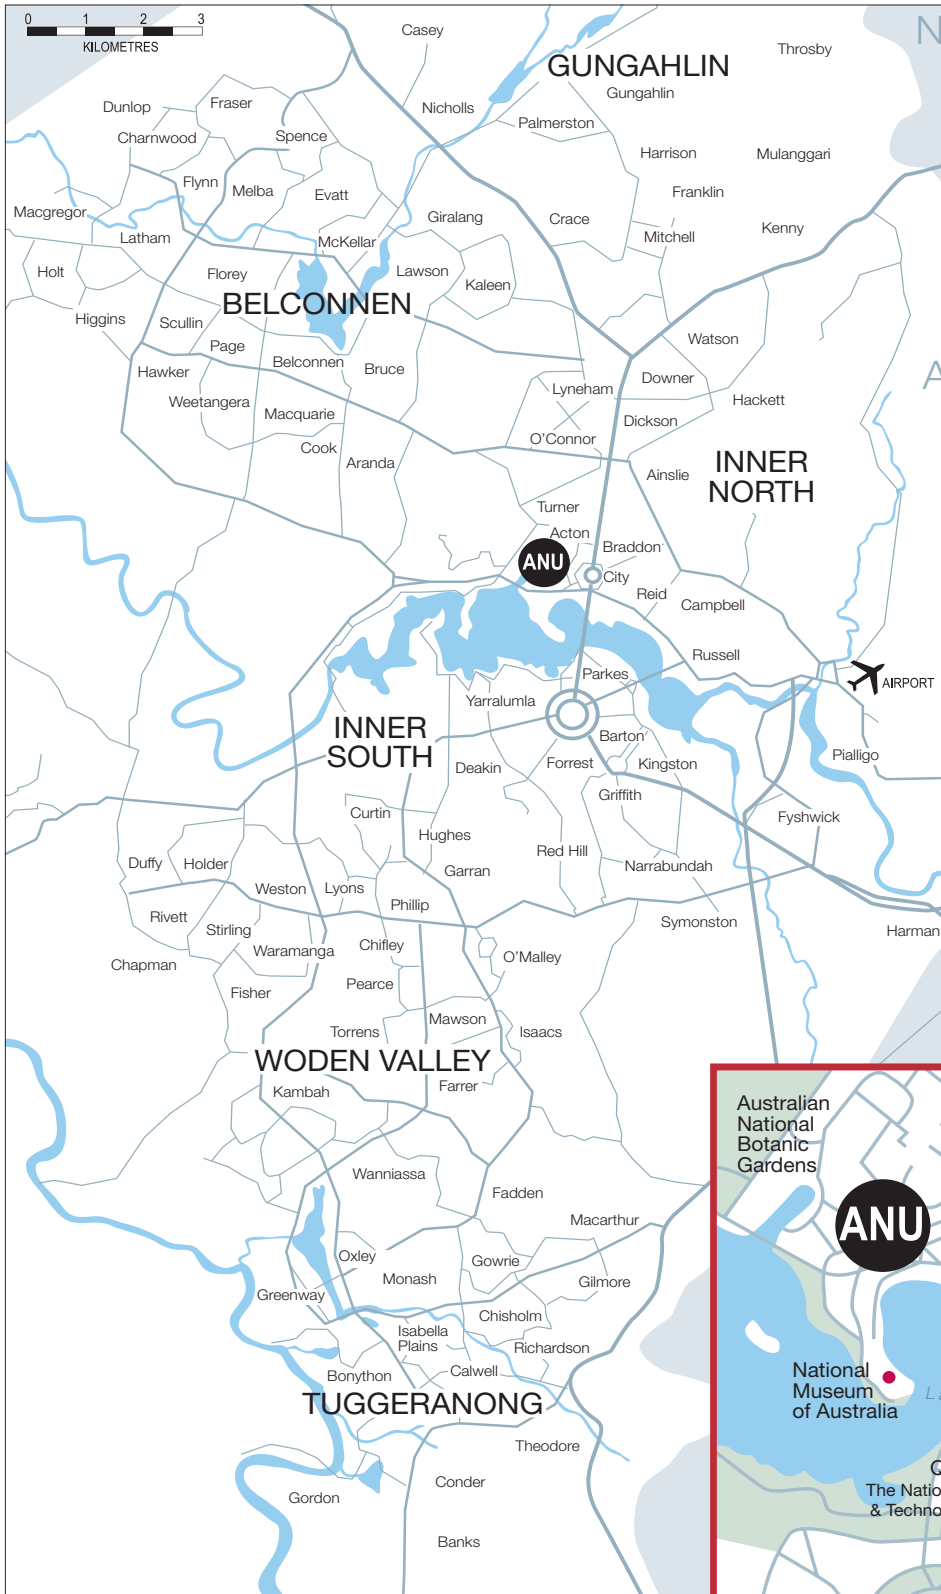 0 1 2 3
KILOMETRES
Casey
N
Throsby
GUNGAHLIN
Gungahlin
Dunlop
Fraser
Nicholls
Charnwood
Spence
Palmerston
Harrison
Mulanggari
Flynn
Melba
Evatt
Franklin
Macgregor
Giralang
Crace
Kenny
Latham
McKellar
Mitchell
Holt
Florey
Lawson
Kaleen
BELCONNEN
Higgins
Scullin
Page
Watson
Belconnen
Bruce
Hawker
Downer
A
Weetangera
Lyneham
Hackett
Macquarie
Dickson
Cook
O'Connor
Aranda
INNER
NORTH
Ainslie
Turner
Acton
Braddon
ANU
City
Reid
Campbell
Russell
Parkes
AIRPORT
Yarralumla
INNER
SOUTH
Barton
Pialligo
Deakin
Forrest
Kingston
Griffith
Curtin
Fyshwick
Hughes
Red Hill
Duffy
Holder
Garran
Narrabundah
Weston
Lyons
Phillip
Rivett
Stirling
Symonston
Harman
Waramanga
Chifley
O'Malley
Chapman
Fisher
Pearce
Mawson
Torrens
Isaacs
WODEN VALLEY
Kambah
Farrer
Wanniassa
Fadden
Macarthur
Oxley
Gowrie
Monash
Gilmore
Greenway
Chisholm
Isabella
Plains
Richardson
Bonython
Calwell
TUGGERANONG
Theodore
Conder
Gordon
Banks
Australian
National
Botanic
Gardens
ANU
National
Museum
of Australia
L
Q
The Natio
& Techno